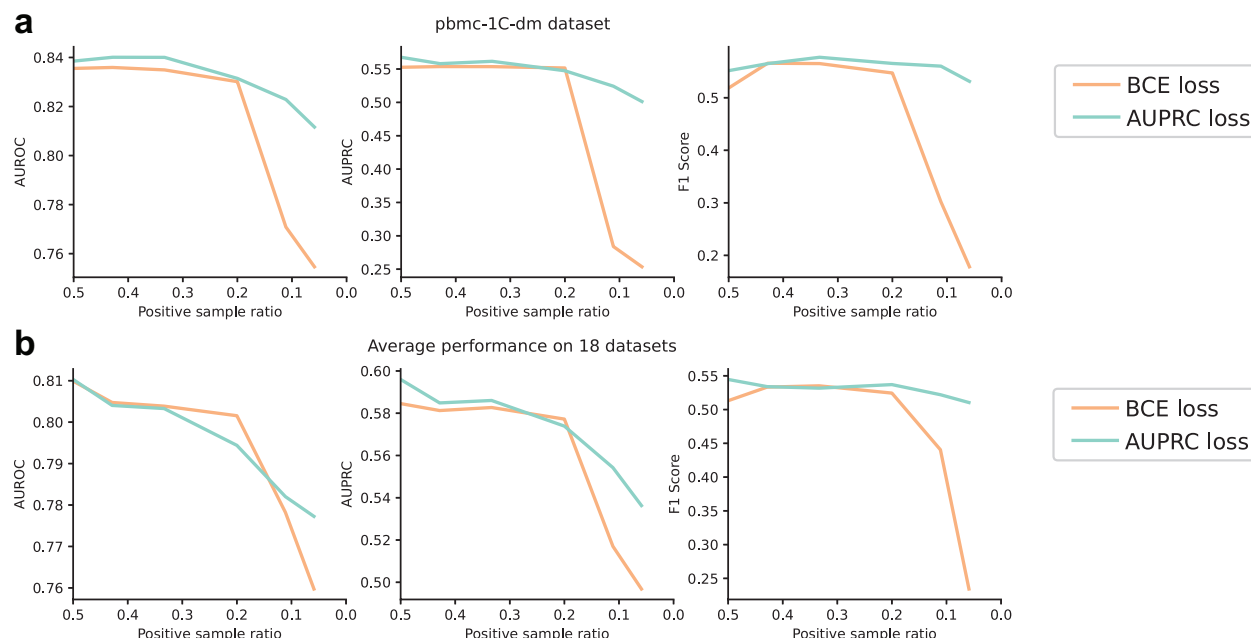 a
pbmc-1C-dm dataset
0.84
0.82
0.80
0.78
0.76
AUROC
0.5 0.4 0.3 0.2 0.1 0.0
Positive sample ratio
0.55
0.50
0.45
0.40
0.35
0.30
0.25
AUPRC
0.5 0.4 0.3 0.2 0.1 0.0
Positive sample ratio
0.5
0.4
0.3
0.2
F1 Score
0.5 0.4 0.3 0.2 0.1 0.0
Positive sample ratio
BCE loss
AUPRC loss
b
Average performance on 18 datasets
0.81
0.80
0.79
0.78
0.77
0.76
AUROC
0.5 0.4 0.3 0.2 0.1 0.0
Positive sample ratio
0.60
0.58
0.56
0.54
0.52
0.50
AUPRC
0.5 0.4 0.3 0.2 0.1 0.0
Positive sample ratio
0.55
0.50
0.45
0.40
0.35
0.30
0.25
F1 Score
0.5 0.4 0.3 0.2 0.1 0.0
Positive sample ratio
BCE loss
AUPRC loss